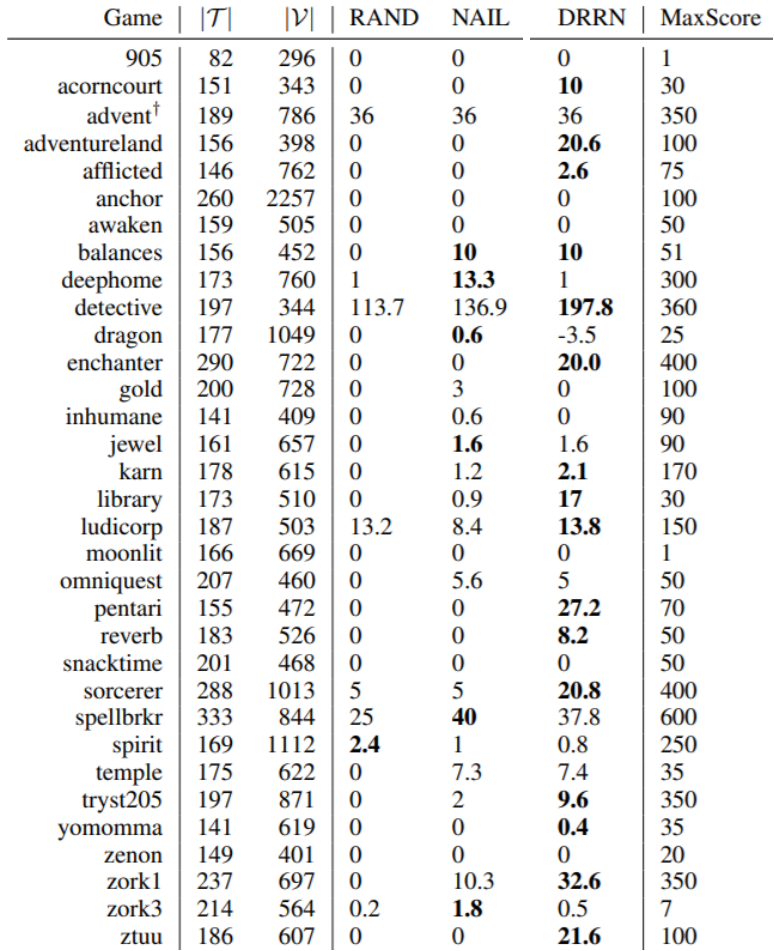 Game |𝒯| |𝒱| RAND NAIL DRRN MaxScore
905 82 296 0 0 0 1
acorncourt 151 343 0 0 10 30
advent† 189 786 36 36 36 350
adventureland 156 398 0 0 20.6 100
afflicted 146 762 0 0 2.6 75
anchor 260 2257 0 0 0 100
awaken 159 505 0 0 0 50
balances 156 452 0 10 10 51
deephome 173 760 1 13.3 1 300
detective 197 344 113.7 136.9 197.8 360
dragon 177 1049 0 0.6 -3.5 25
enchanter 290 722 0 0 20.0 400
gold 200 728 0 3 0 100
inhumane 141 409 0 0.6 0 90
jewel 161 657 0 1.6 1.6 90
karn 178 615 0 1.2 2.1 170
library 173 510 0 0.9 17 30
ludicorp 187 503 13.2 8.4 13.8 150
moonlit 166 669 0 0 0 1
omniquest 207 460 0 5.6 5 50
pentari 155 472 0 0 27.2 70
reverb 183 526 0 0 8.2 50
snacktime 201 468 0 0 0 50
sorcerer 288 1013 5 5 20.8 400
spellbrkr 333 844 25 40 37.8 600
spirit 169 1112 2.4 1 0.8 250
temple 175 622 0 7.3 7.4 35
tryst205 197 871 0 2 9.6 350
yomomma 141 619 0 0 0.4 35
zenon 149 401 0 0 0 20
zork1 237 697 0 10.3 32.6 350
zork3 214 564 0.2 1.8 0.5 7
ztuu 186 607 0 0 21.6 100